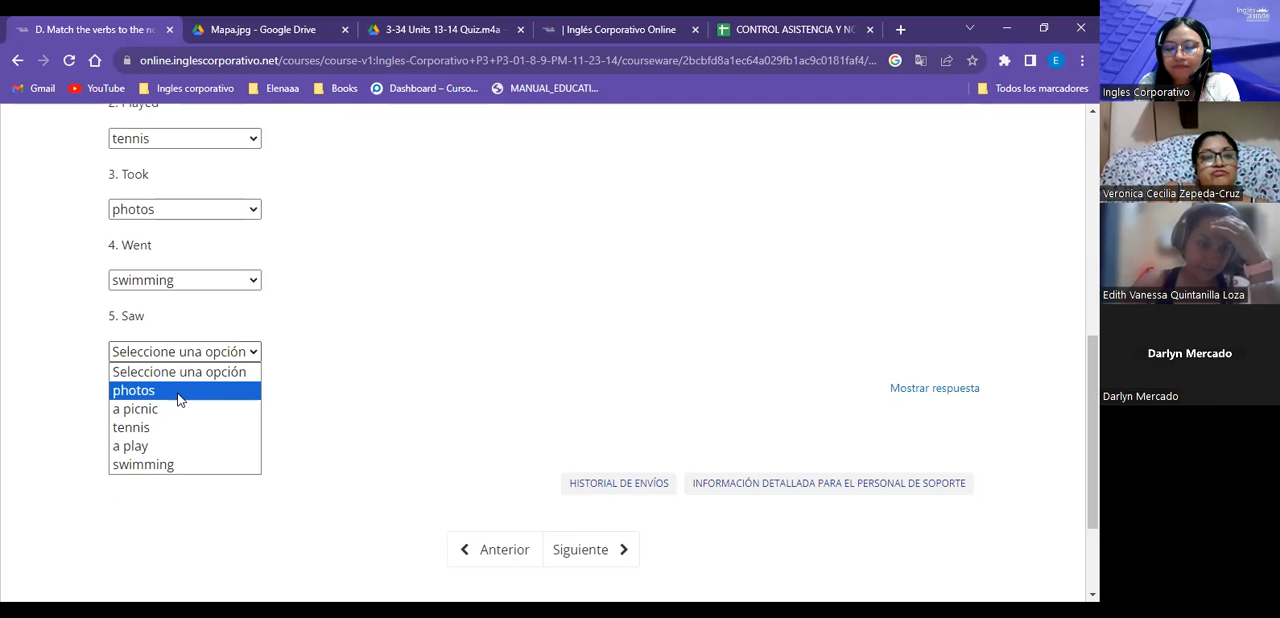 D. Match the verbs to the n
Mapa.jpg - Google Drive
3-34 Units 13-14 Quiz.m4a -
| Inglés Corporativo Online
CONTROL ASISTENCIA Y NO
online.inglescorporativo.net/courses/course-v1:Ingles-Corporativo+P3+P3-01-8-9-PM-11-23-14/courseware/2bcbfd8a1ec64a029fb1ac9c0181faf4/...
E
Gmail
YouTube
Ingles corporativo
Elenaaa
Books
Dashboard – Curso...
MANUAL_EDUCATI...
Todos los marcadores
2. Played
tennis
3. Took
photos
4. Went
swimming
5. Saw
Seleccione una opción
Seleccione una opción
photos
a picnic
tennis
a play
swimming
Mostrar respuesta
HISTORIAL DE ENVÍOS
INFORMACIÓN DETALLADA PARA EL PERSONAL DE SOPORTE
Anterior
Siguiente
Ingles Corporativo
Veronica Cecilia Zepeda-Cruz
Edith Vanessa Quintanilla Loza
Darlyn Mercado
Darlyn Mercado